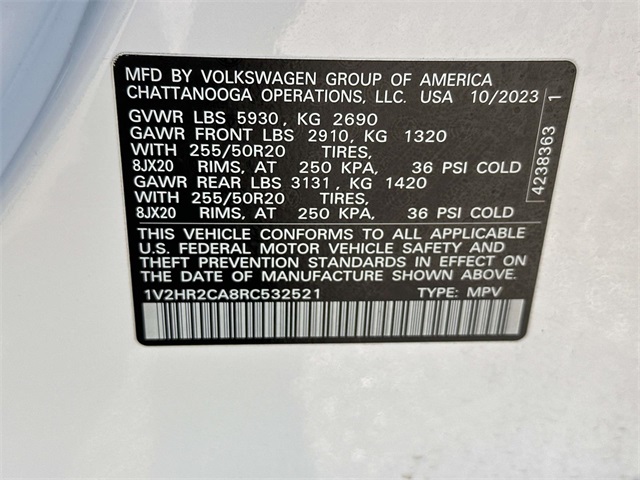 MFD BY VOLKSWAGEN GROUP OF AMERICA
CHATTANOOGA OPERATIONS, LLC. USA 10/2023
GVWR LBS 5930, KG 2690
GAWR FRONT LBS 2910, KG 1320
WITH 255/50R20 TIRES,
8JX20 RIMS, AT 250 KPA, 36 PSI COLD
GAWR REAR LBS 3131, KG 1420
WITH 255/50R20 TIRES,
8JX20 RIMS, AT 250 KPA, 36 PSI COLD
THIS VEHICLE CONFORMS TO ALL APPLICABLE
U.S. FEDERAL MOTOR VEHICLE SAFETY AND
THEFT PREVENTION STANDARDS IN EFFECT ON
THE DATE OF MANUFACTURE SHOWN ABOVE.
1V2HR2CA8RC532521 TYPE: MPV
4238363 1